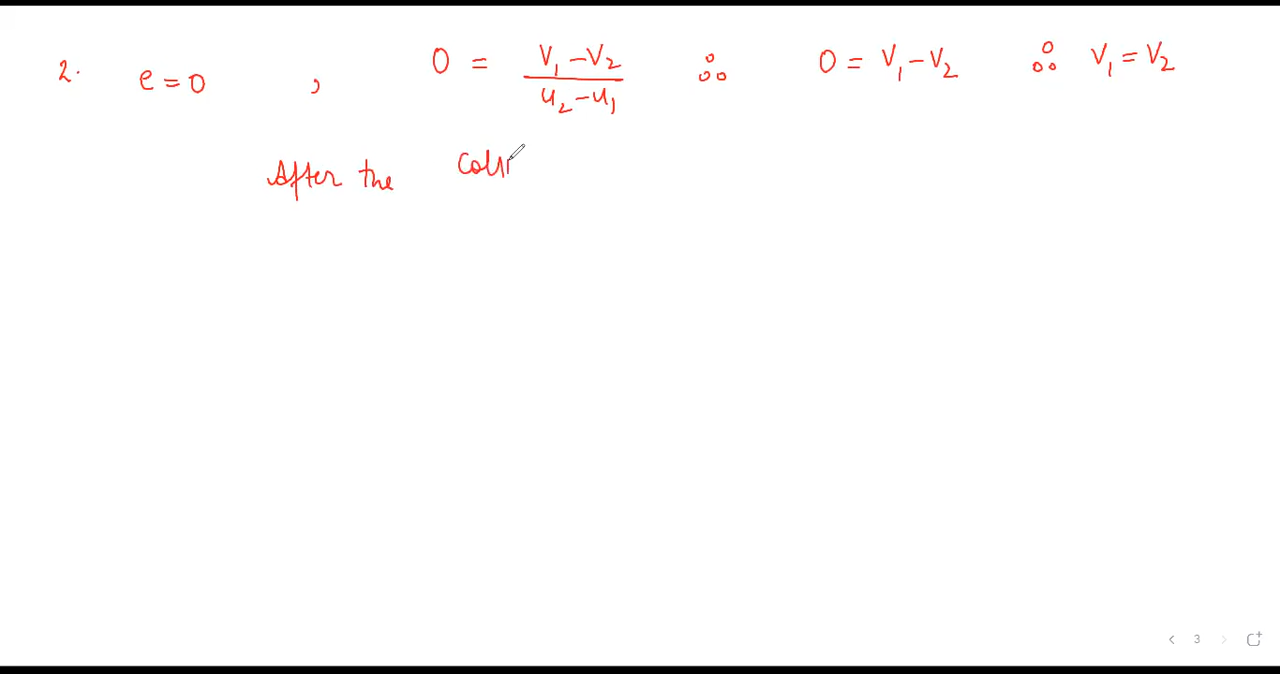 2. e = 0 , 0 = (V₁ - V₂) / (u₂ - u₁) ∴ 0 = V₁ - V₂ ∴ V₁ = V₂
After the
3